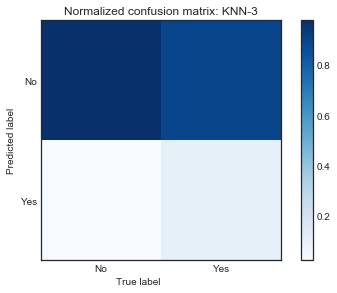 Normalized confusion matrix: KNN-3
No
Yes
Predicted label
No Yes
True label
0.8
0.6
0.4
0.2